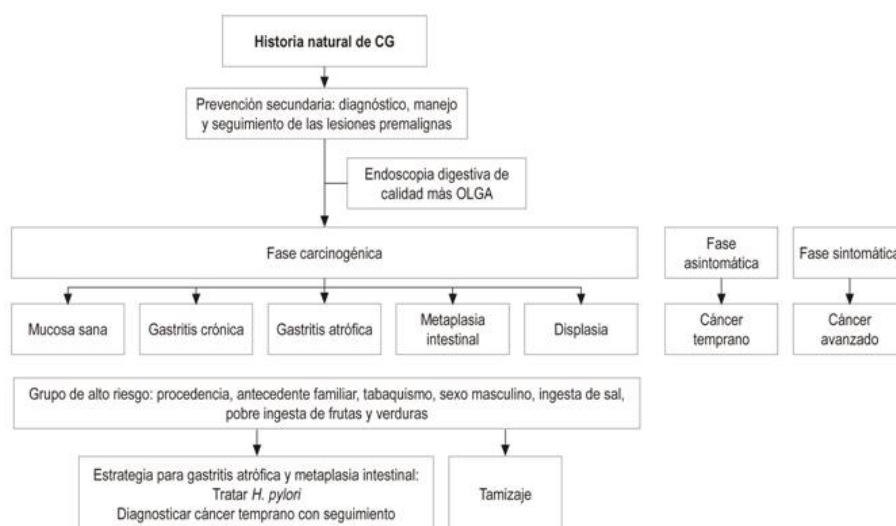 Historia natural de CG
Prevención secundaria: diagnóstico, manejo
y seguimiento de las lesiones premalignas
Endoscopia digestiva de
calidad más OLGA
Fase carcinogénica
Fase
asintomática
Fase sintomática
Mucosa sana
Gastritis crónica
Gastritis atrófica
Metaplasia
intestinal
Displasia
Cáncer
temprano
Cáncer
avanzado
Grupo de alto riesgo: procedencia, antecedente familiar, tabaquismo, sexo masculino, ingesta de sal,
pobre ingesta de frutas y verduras
Estrategia para gastritis atrófica y metaplasia intestinal:
Tratar H. pylori
Diagnosticar cáncer temprano con seguimiento
Tamizaje